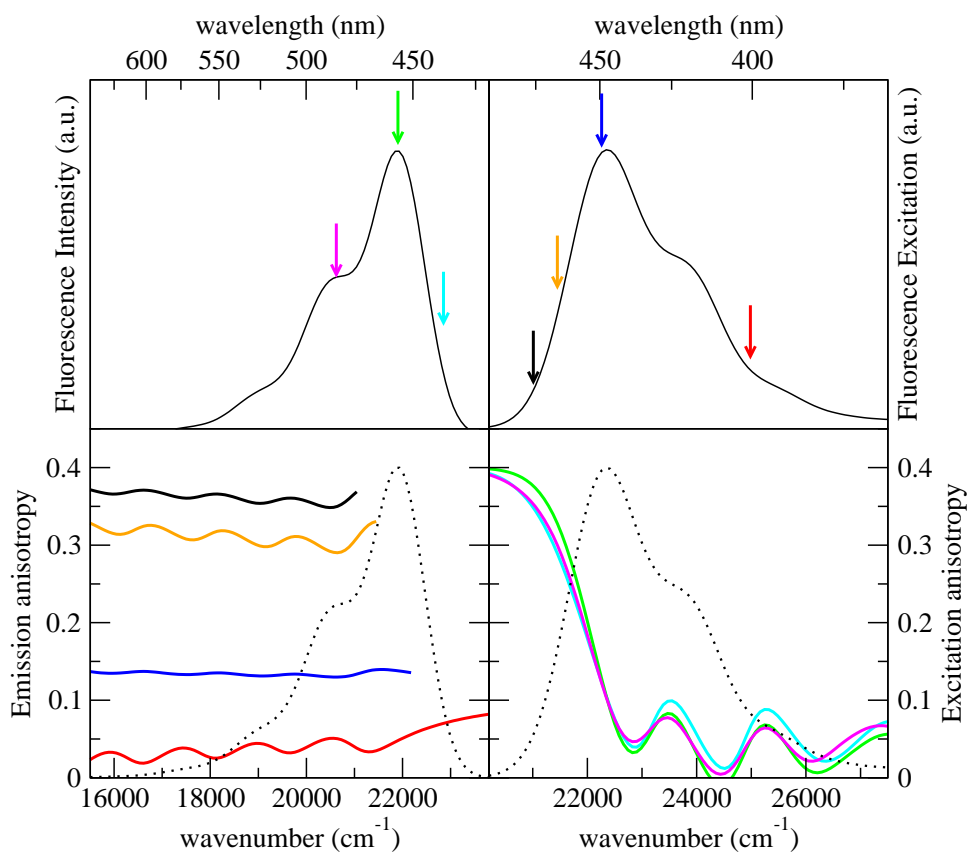 wavelength (nm)
wavelength (nm)
600 550 500 450
450 400
Fluorescence Intensity (a.u.)
Fluorescence Excitation (a.u.)
0.4
0.3
0.2
0.1
0
Emission anisotropy
0.4
0.3
0.2
0.1
0
Excitation anisotropy
16000 18000 20000 22000
22000 24000 26000
wavenumber (cm⁻¹)
wavenumber (cm⁻¹)